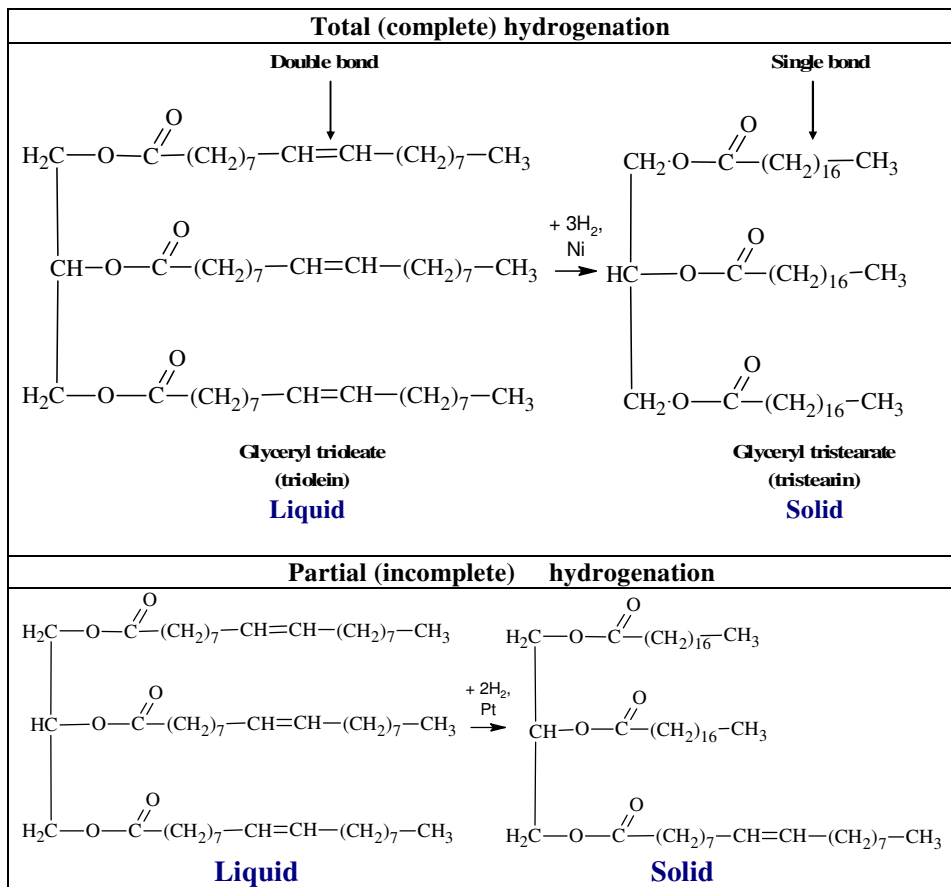 Total (complete) hydrogenation
Double bond
Single bond
O
H2C—O—C—(CH2)7—CH=CH—(CH2)7—CH3
O
CH2·O—C—(CH2)16—CH3
O
CH—O—C—(CH2)7—CH=CH—(CH2)7—CH3
+ 3H2,
Ni
O
HC—O—C—(CH2)16—CH3
O
H2C—O—C—(CH2)7—CH=CH—(CH2)7—CH3
O
CH2·O—C—(CH2)16—CH3
Glyceryl trioleate
(triolein)
Liquid
Glyceryl tristearate
(tristearin)
Solid
Partial (incomplete) hydrogenation
O
H2C—O—C—(CH2)7—CH=CH—(CH2)7—CH3
O
H2C—O—C—(CH2)16—CH3
O
HC—O—C—(CH2)7—CH=CH—(CH2)7—CH3
+ 2H2,
Pt
O
CH—O—C—(CH2)16—CH3
O
H2C—O—C—(CH2)7—CH=CH—(CH2)7—CH3
O
H2C—O—C—(CH2)7—CH=CH—(CH2)7—CH3
Liquid
Solid